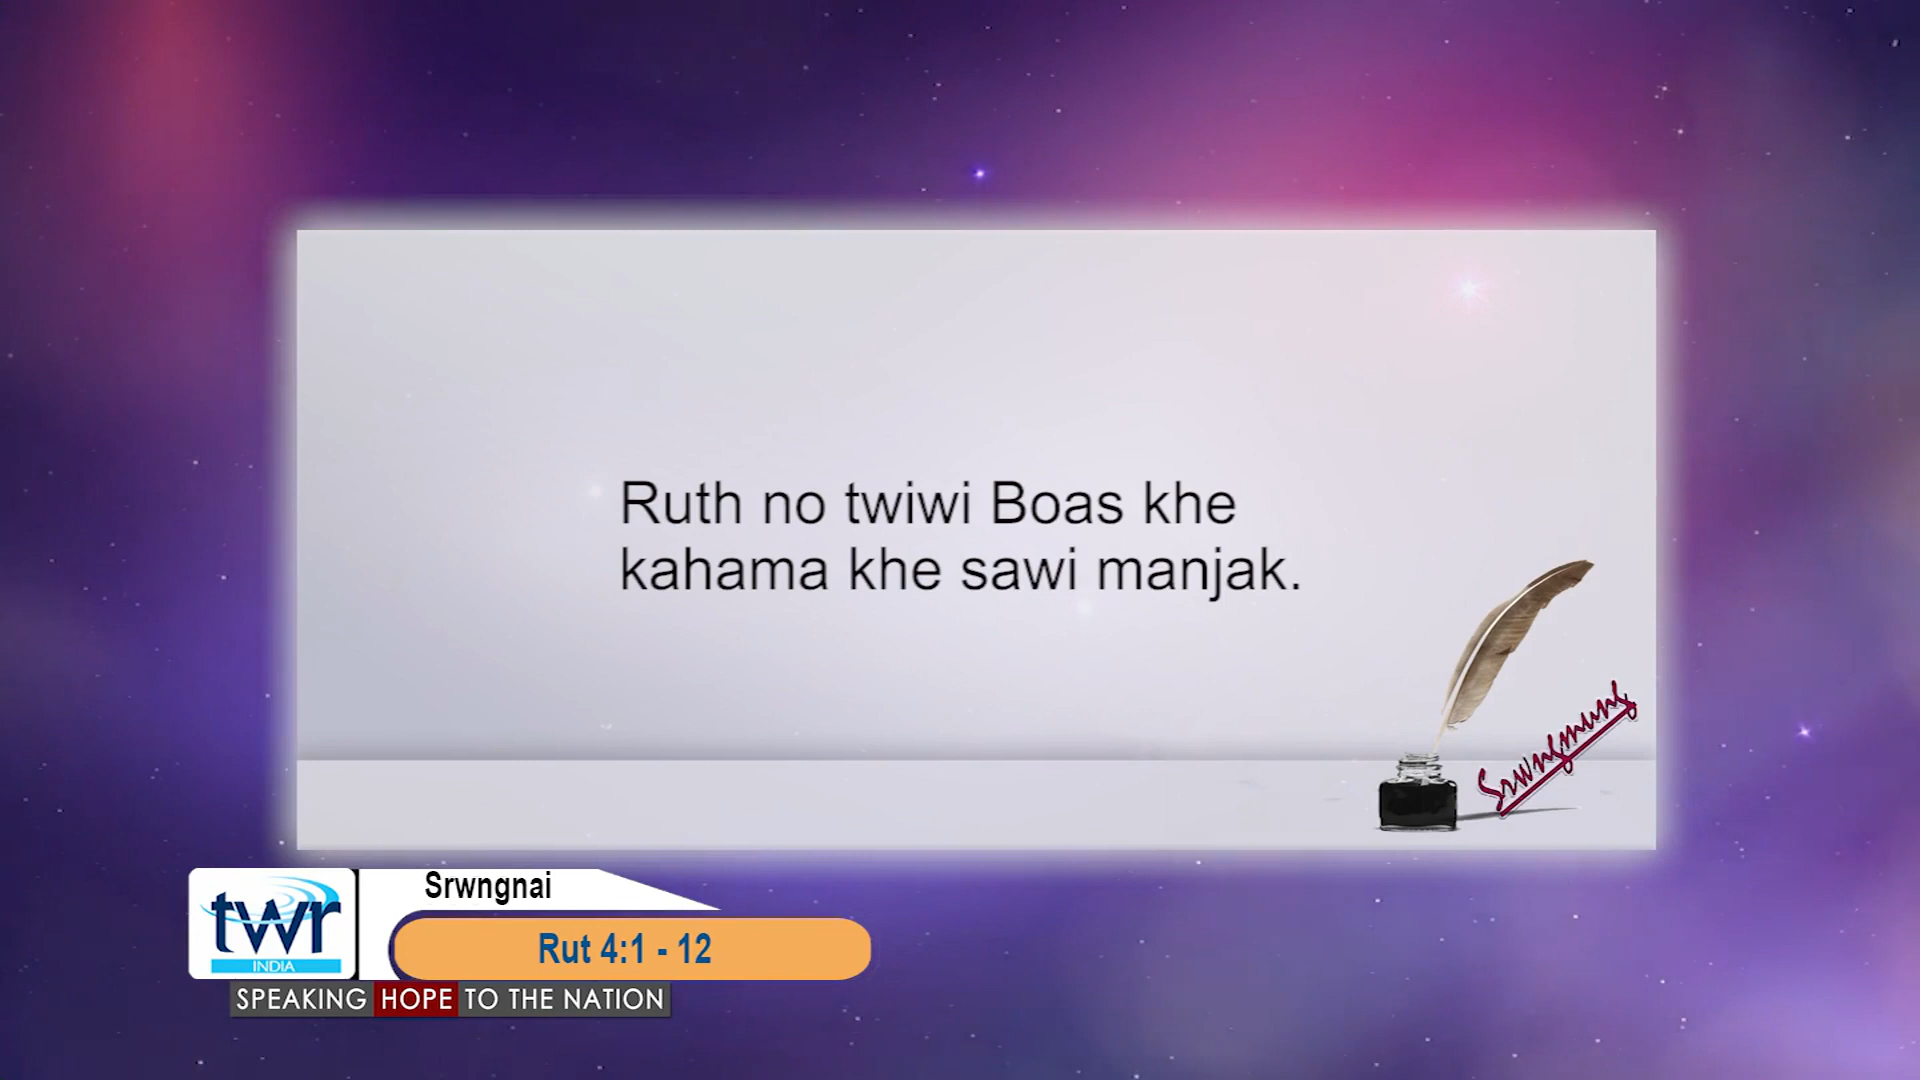 Ruth no twiwi Boas khe
kahama khe sawi manjak.
Srwngmung
twr
INDIA
Srwngnai
Rut 4:1 - 12
SPEAKING HOPE TO THE NATION